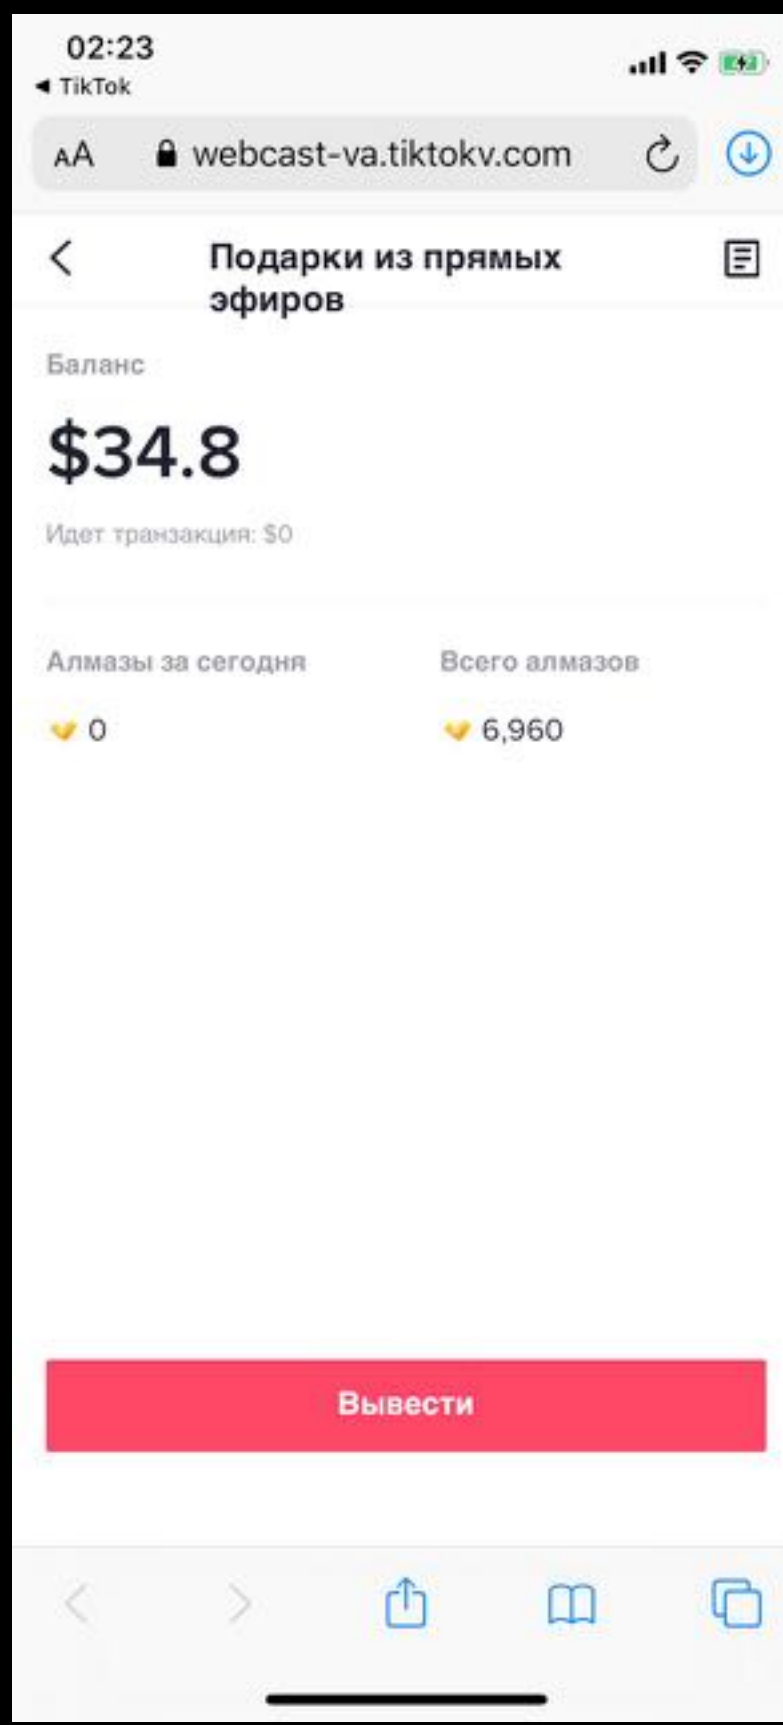 02:23
◀ TikTok
AA webcast-va.tiktokv.com
Подарки из прямых
эфиров
Баланс
$34.8
Идет транзакция: $0
Алмазы за сегодня Всего алмазов
0 6,960
Вывести